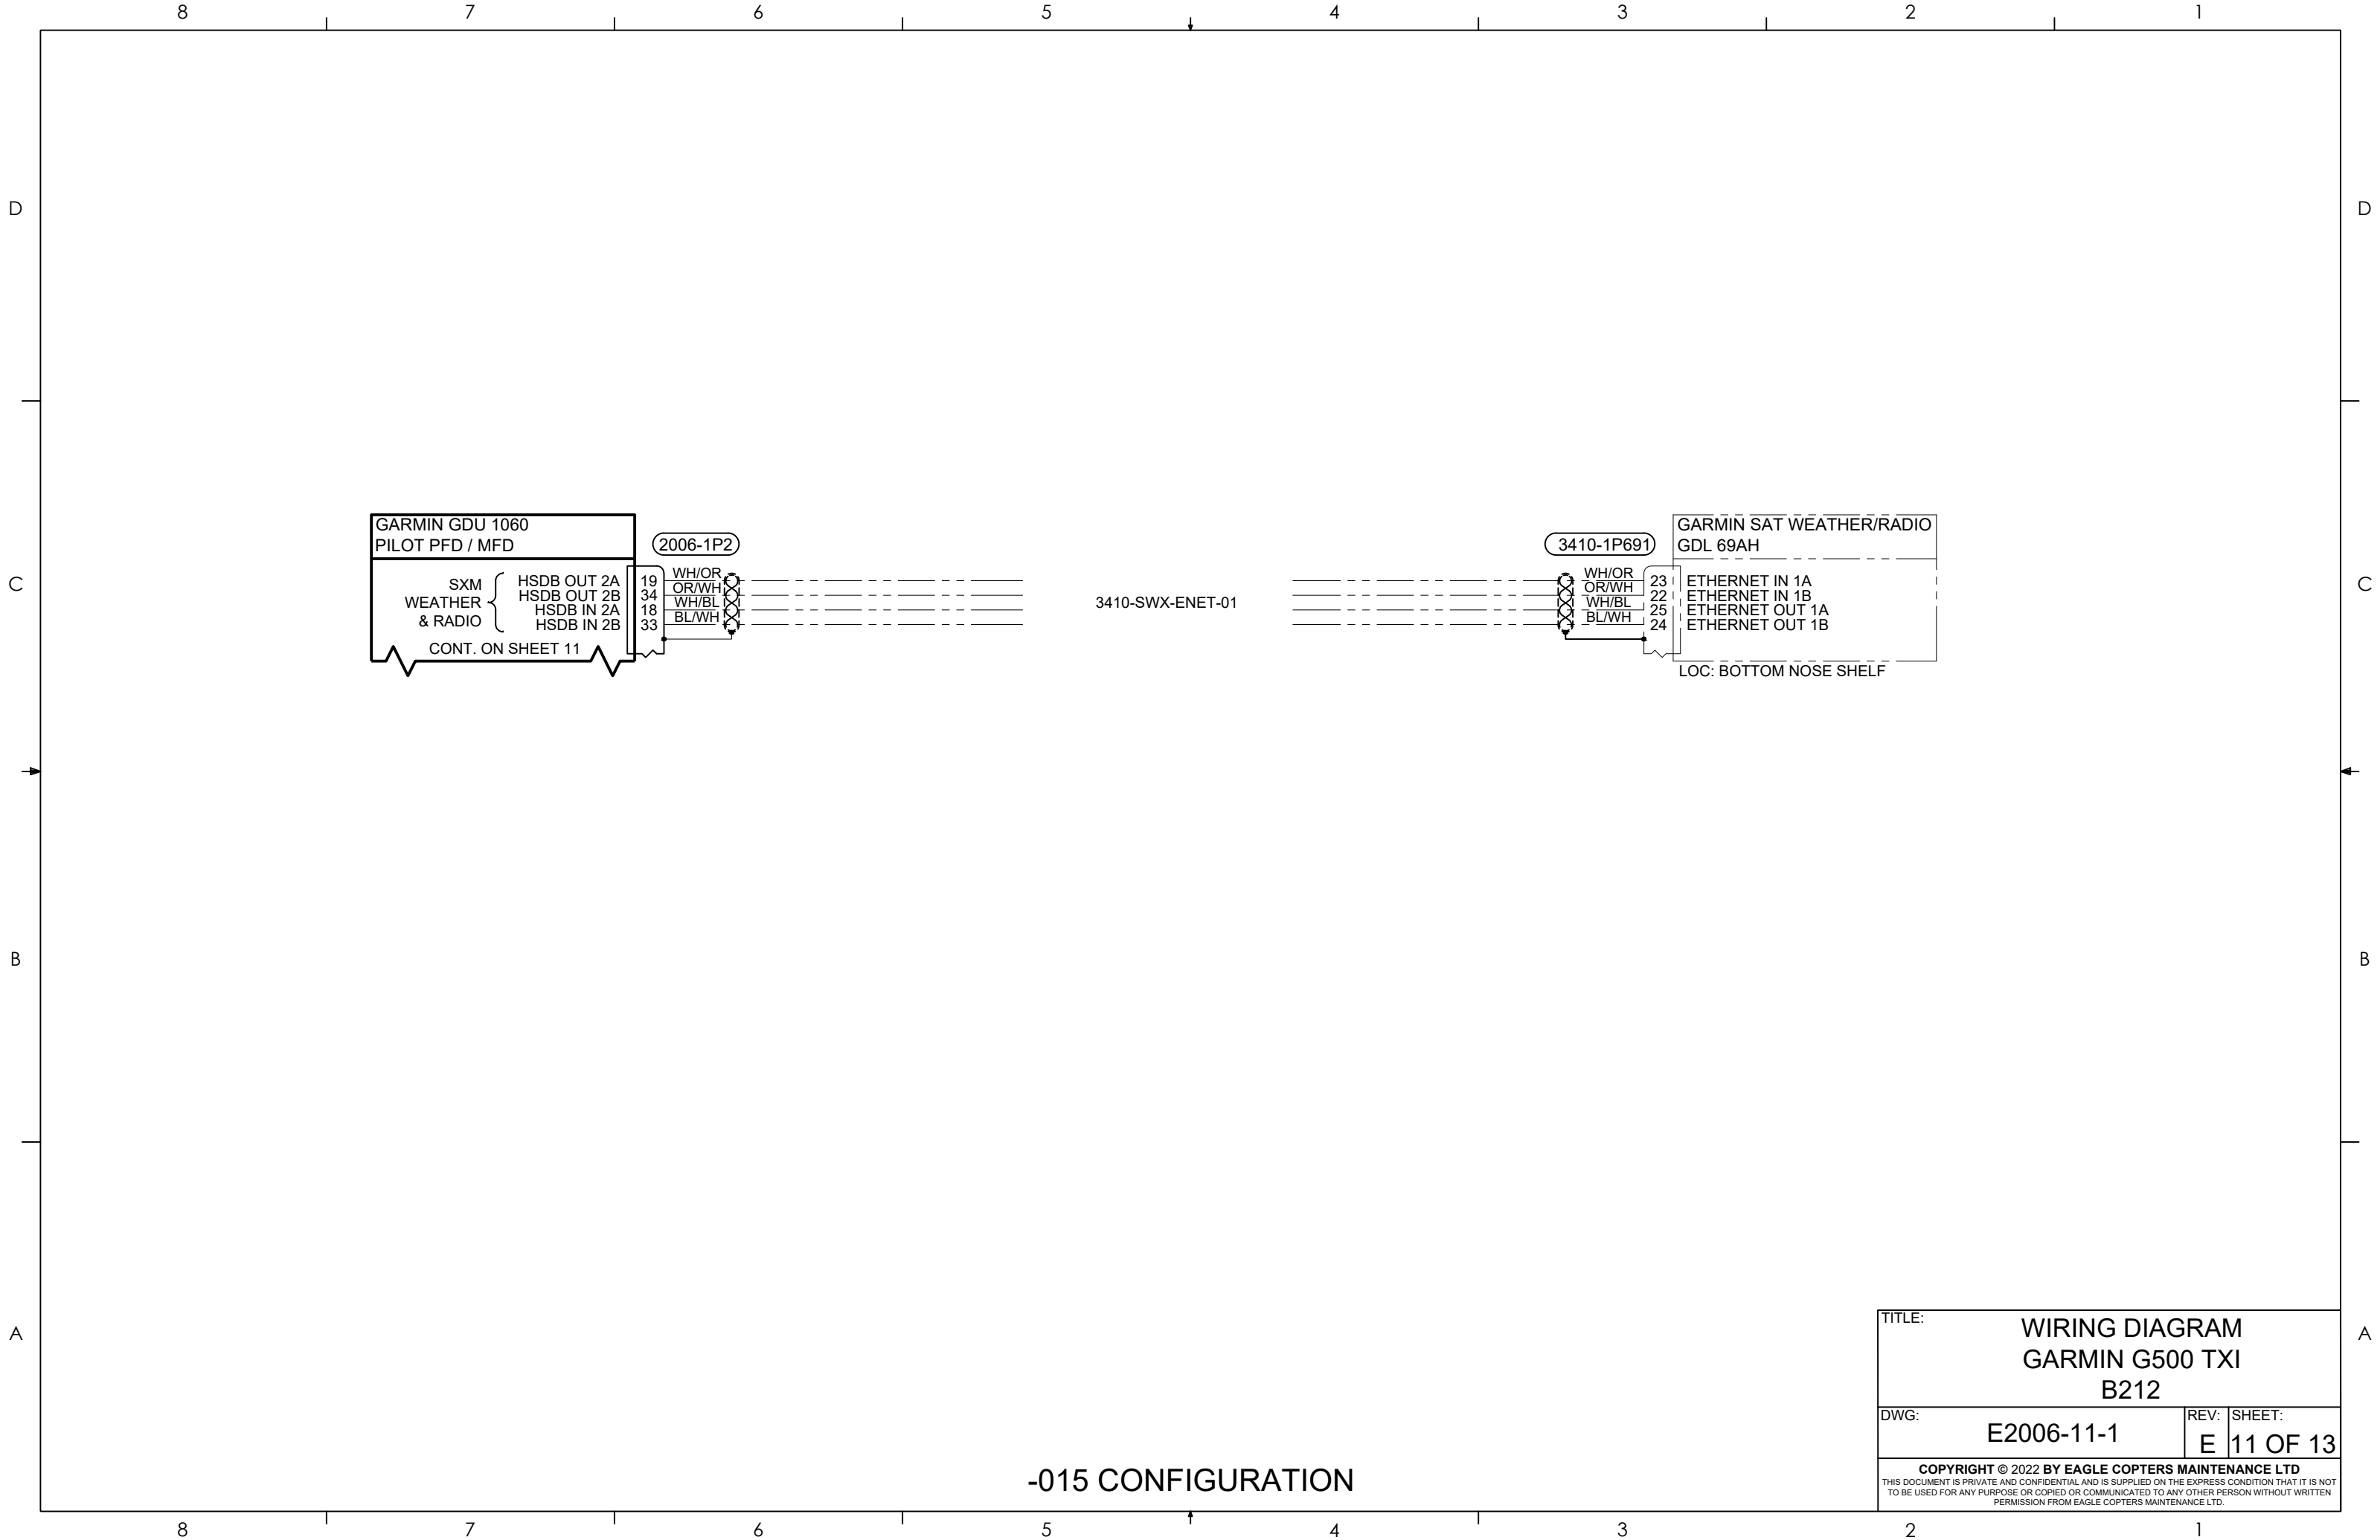 8 7 6 5 4 3 2 1
D D
GARMIN GDU 1060
PILOT PFD / MFD
2006-1P2
3410-1P691
GARMIN SAT WEATHER/RADIO
GDL 69AH
C C
SXM
WEATHER
& RADIO
HSDB OUT 2A 19 WH/OR
HSDB OUT 2B 34 OR/WH
HSDB IN 2A 18 WH/BL
HSDB IN 2B 33 BL/WH
CONT. ON SHEET 11
3410-SWX-ENET-01
WH/OR 23 ETHERNET IN 1A
OR/WH 22 ETHERNET IN 1B
WH/BL 25 ETHERNET OUT 1A
BL/WH 24 ETHERNET OUT 1B
LOC: BOTTOM NOSE SHELF
B B
A A
TITLE:
WIRING DIAGRAM
GARMIN G500 TXI
B212
DWG:
E2006-11-1
REV:
E
SHEET:
11 OF 13
COPYRIGHT © 2022 BY EAGLE COPTERS MAINTENANCE LTD
THIS DOCUMENT IS PRIVATE AND CONFIDENTIAL AND IS SUPPLIED ON THE EXPRESS CONDITION THAT IT IS NOT
TO BE USED FOR ANY PURPOSE OR COPIED OR COMMUNICATED TO ANY OTHER PERSON WITHOUT WRITTEN
PERMISSION FROM EAGLE COPTERS MAINTENANCE LTD.
-015 CONFIGURATION
8 7 6 5 4 3 2 1